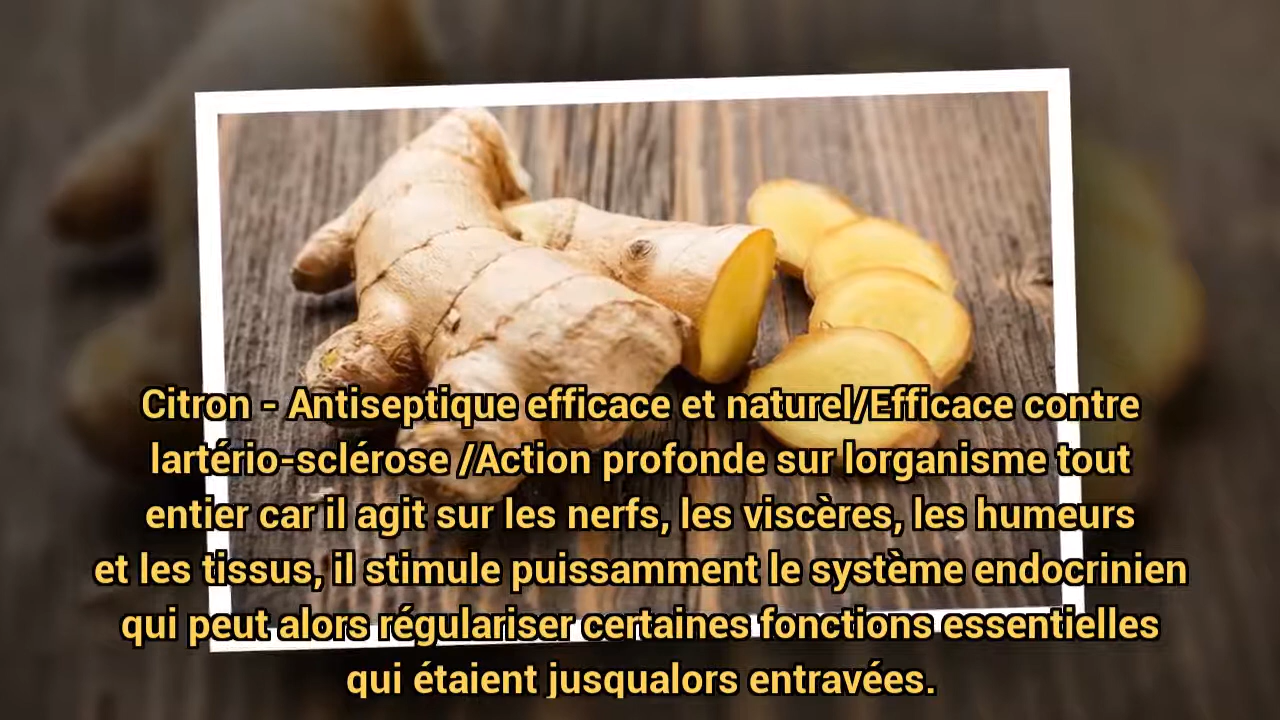 Citron - Antiseptique efficace et naturel/Efficace contre
lartério-sclérose /Action profonde sur lorganisme tout
entier car il agit sur les nerfs, les viscères, les humeurs
et les tissus, il stimule puissamment le système endocrinien
qui peut alors régulariser certaines fonctions essentielles
qui étaient jusqualors entravées.